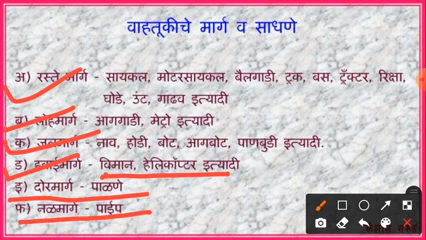 वाहतूकीचे मार्ग व साधणे
अ) रस्ते मार्ग - सायकल, मोटरसायकल, बैलगाडी, ट्रक, बस, ट्रॅक्टर, रिक्षा,
घोडे, उंट, गाढव इत्यादी
ब) लोहमार्ग - आगगाडी, मेट्रो इत्यादी
क) जलमार्ग - नाव, होडी, बोट, आगबोट, पाणबुडी इत्यादी.
ड) हवाईमार्ग - विमान, हेलिकॉप्टर इत्यादी
इ) दोरमार्ग - पाळणे
फ) नळमार्ग - पाईप